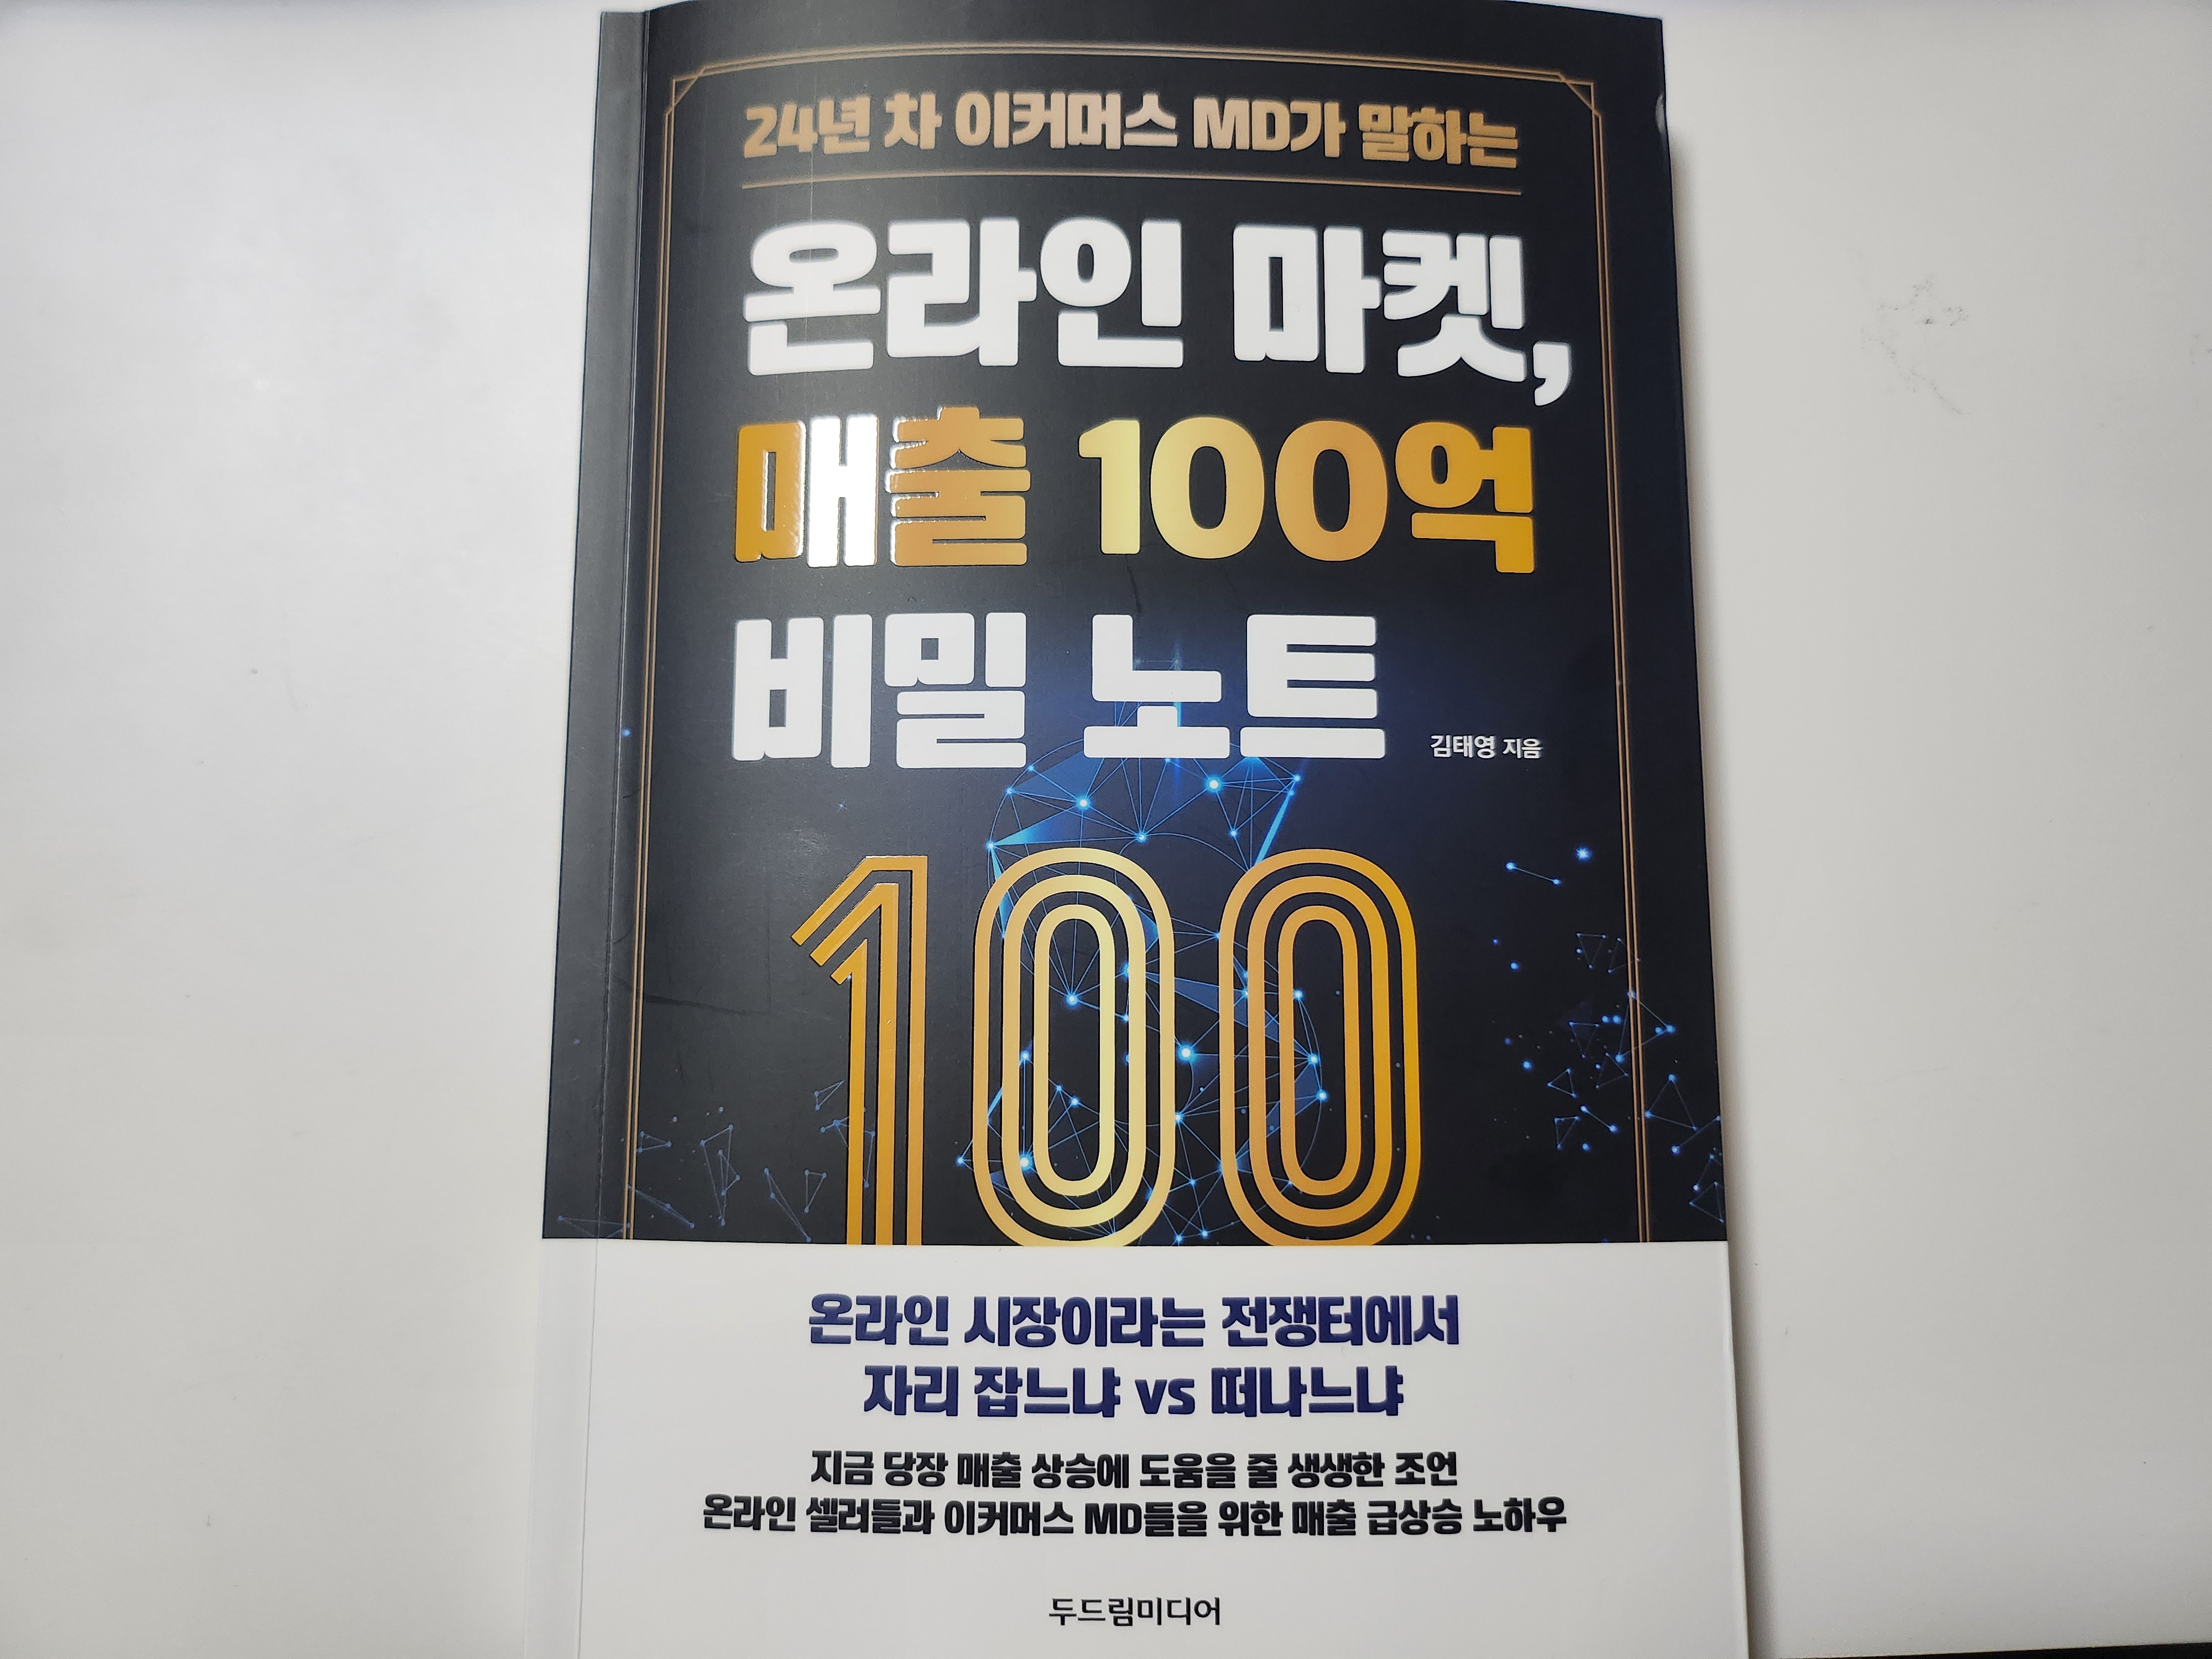 24년 차 이커머스 MD가 말하는
온라인 마켓,
매출 100억
비밀 노트
김태영 지음
100
온라인 시장이라는 전쟁터에서
자리 잡느냐 vs 떠나느냐
지금 당장 매출 상승에 도움을 줄 생생한 조언
온라인 셀러들과 이커머스 MD들을 위한 매출 급상승 노하우
두드림미디어